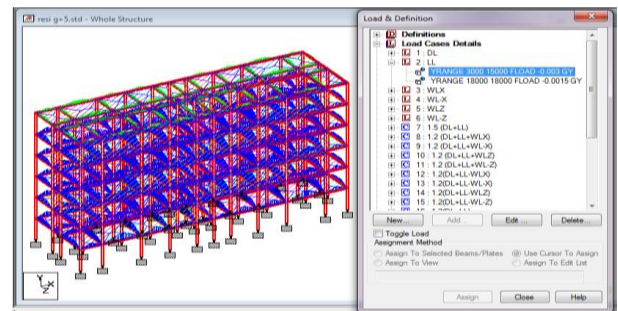 resi g+5.std - Whole Structure
Load & Definition
Definitions
Load Cases Details
1 : DL
2 : LL
YRANGE 3000 15000 FLOAD -0.003 GY
YRANGE 18000 18000 FLOAD -0.0015 GY
3 : WLX
4 : WL-X
5 : WLZ
6 : WL-Z
7 : 1.5 (DL+LL)
8 : 1.2 (DL+LL+WLX)
9 : 1.2 (DL+LL+WL-X)
10 : 1.2 (DL+LL+WLZ)
11 : 1.2 (DL+LL+WL-Z)
12 : 1.2(DL+LL-WLX)
13 : 1.2(DL+LL-WL-X)
14 : 1.2(DL+LL-WLZ)
15 : 1.2(DL+LL-WL-Z)
New... Add... Edit ... Delete...
Toggle Load
Assignment Method
Assign To Selected Beams/Plates Use Cursor To Assign
Assign To View Assign To Edit List
Assign Close Help
Y
X
Z